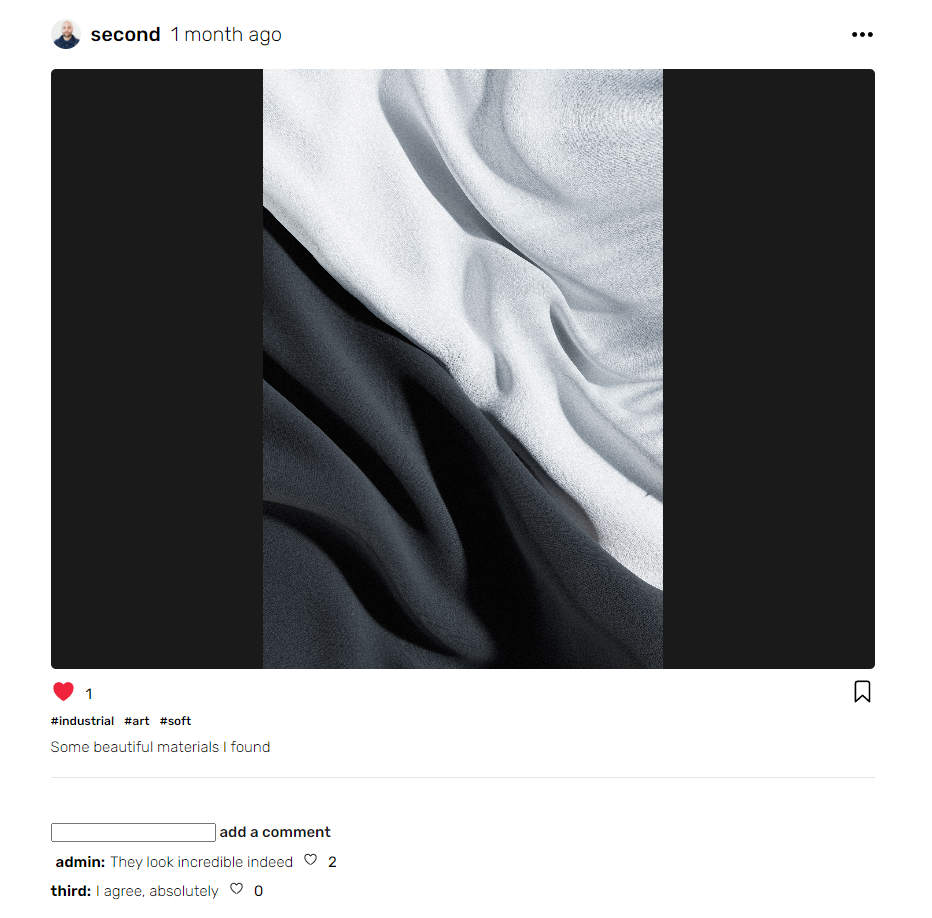 second 1 month ago
1
#industrial #art #soft
Some beautiful materials I found
add a comment
admin: They look incredible indeed 2
third: I agree, absolutely 0